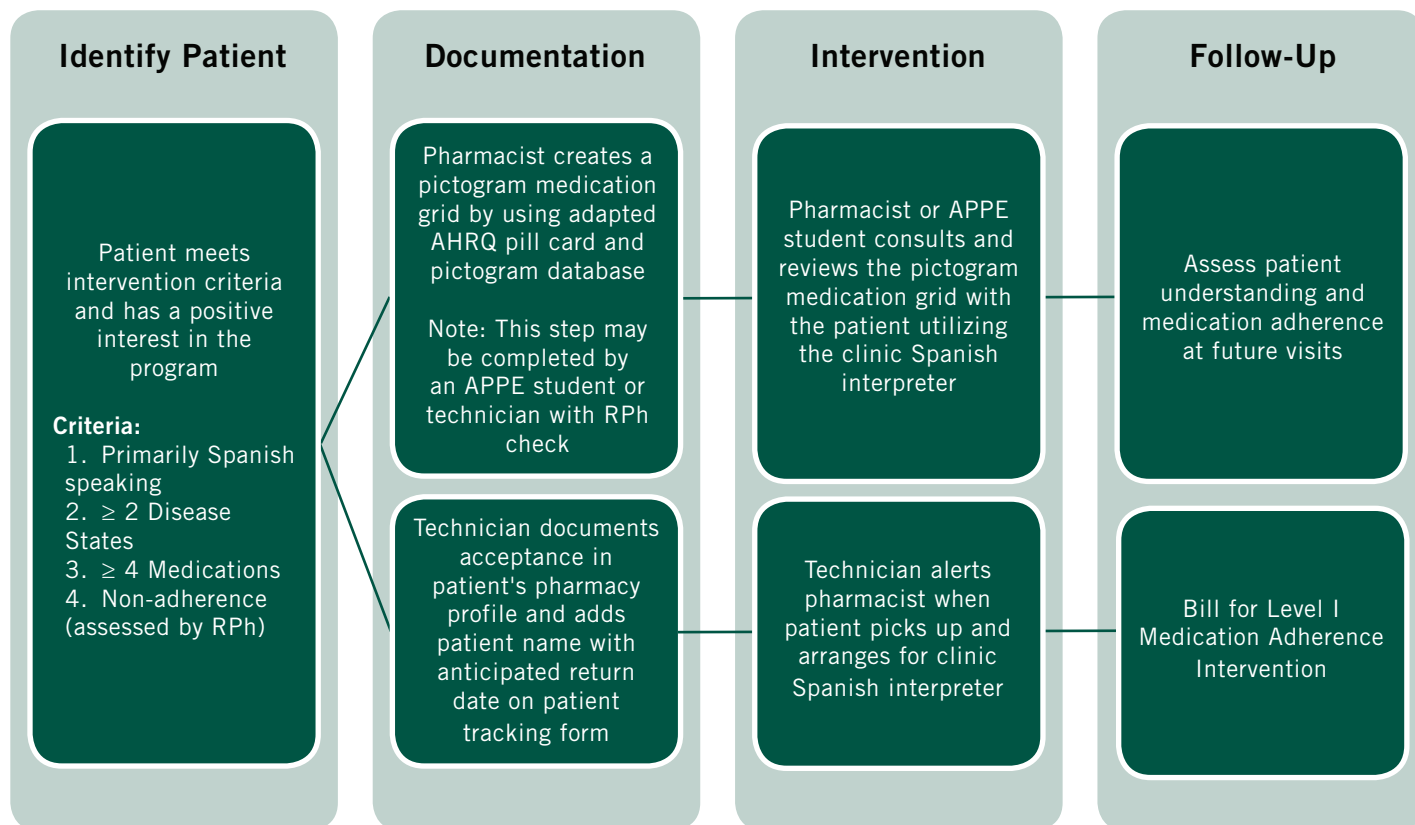 Identify Patient
Patient meets
intervention criteria
and has a positive
interest in the
program
Criteria:
1. Primarily Spanish
speaking
2. ≥ 2 Disease
States
3. ≥ 4 Medications
4. Non-adherence
(assessed by RPh)
Documentation
Pharmacist creates a
pictogram medication
grid by using adapted
AHRQ pill card and
pictogram database
Note: This step may
be completed by
an APPE student or
technician with RPh
check
Technician documents
acceptance in
patient's pharmacy
profile and adds
patient name with
anticipated return
date on patient
tracking form
Intervention
Pharmacist or APPE
student consults and
reviews the pictogram
medication grid with
the patient utilizing
the clinic Spanish
interpreter
Technician alerts
pharmacist when
patient picks up and
arranges for clinic
Spanish interpreter
Follow-Up
Assess patient
understanding and
medication adherence
at future visits
Bill for Level I
Medication Adherence
Intervention